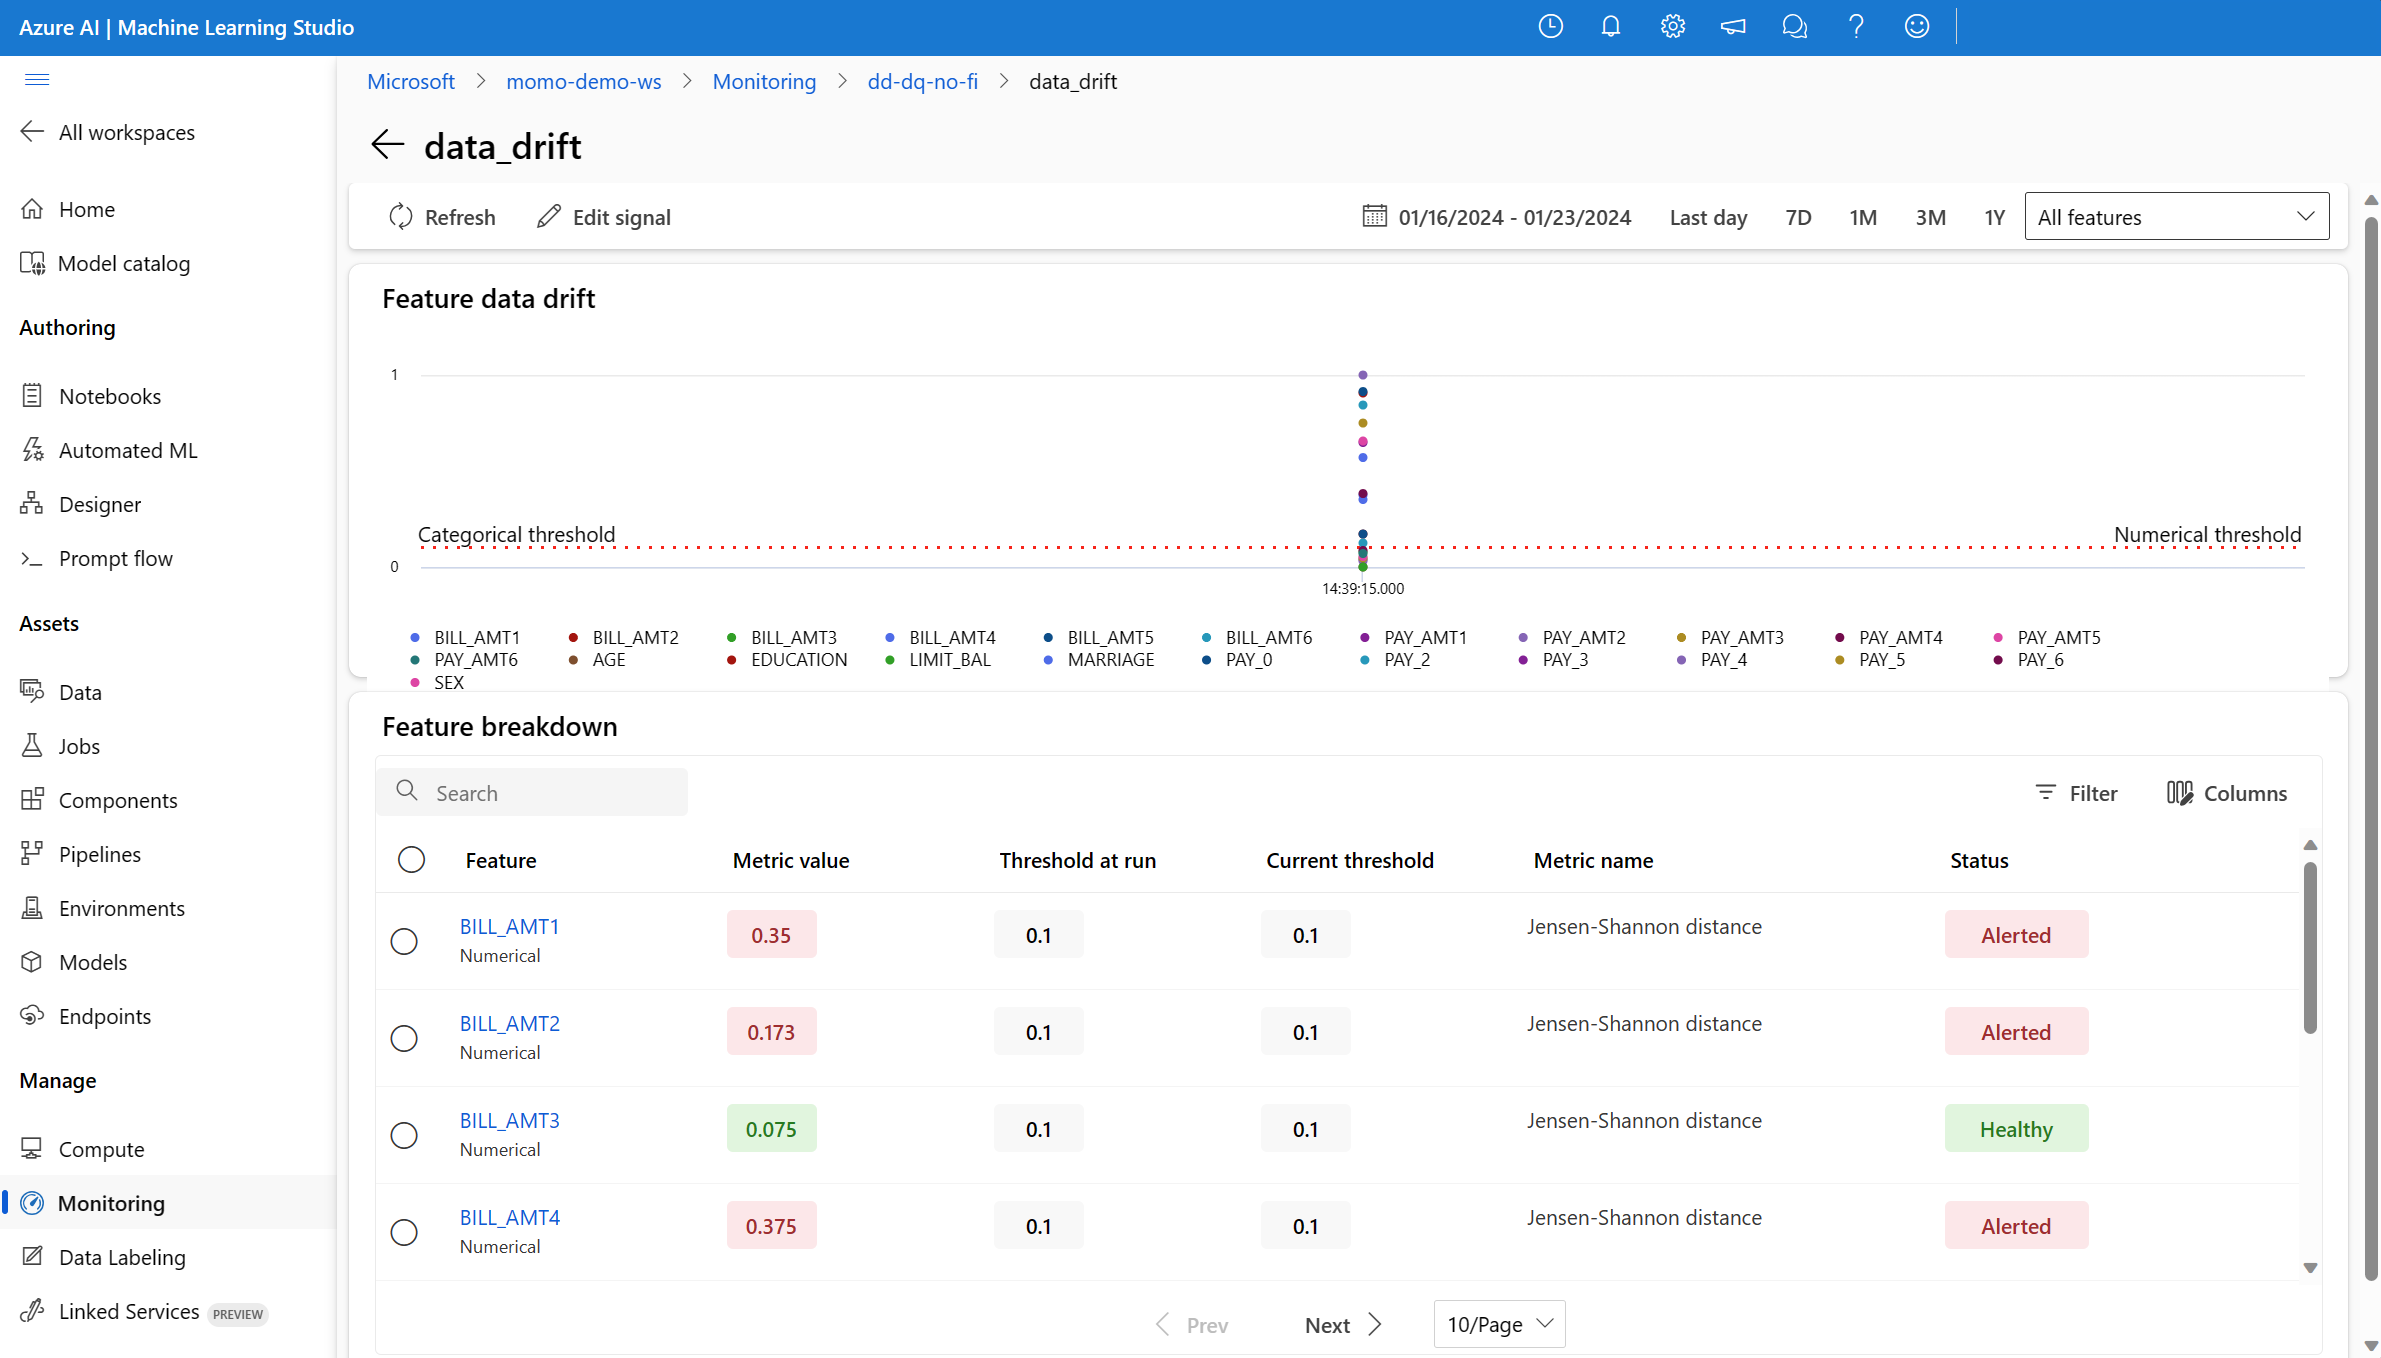 Azure AI | Machine Learning Studio
Microsoft > momo-demo-ws > Monitoring > dd-dq-no-fi > data_drift
All workspaces
Home
Model catalog
Authoring
Notebooks
Automated ML
Designer
Prompt flow
Assets
Data
Jobs
Components
Pipelines
Environments
Models
Endpoints
Manage
Compute
Monitoring
Data Labeling
Linked Services PREVIEW
data_drift
Refresh Edit signal 01/16/2024 - 01/23/2024 Last day 7D 1M 3M 1Y All features
Feature data drift
1
Categorical threshold Numerical threshold
0
14:39:15.000
BILL_AMT1 BILL_AMT2 BILL_AMT3 BILL_AMT4 BILL_AMT5 BILL_AMT6 PAY_AMT1 PAY_AMT2 PAY_AMT3 PAY_AMT4 PAY_AMT5
PAY_AMT6 AGE EDUCATION LIMIT_BAL MARRIAGE PAY_0 PAY_2 PAY_3 PAY_4 PAY_5 PAY_6
SEX
Feature breakdown
Search Filter Columns
Feature Metric value Threshold at run Current threshold Metric name Status
BILL_AMT1 0.35 0.1 0.1 Jensen-Shannon distance Alerted
Numerical
BILL_AMT2 0.173 0.1 0.1 Jensen-Shannon distance Alerted
Numerical
BILL_AMT3 0.075 0.1 0.1 Jensen-Shannon distance Healthy
Numerical
BILL_AMT4 0.375 0.1 0.1 Jensen-Shannon distance Alerted
Numerical
Prev Next 10/Page